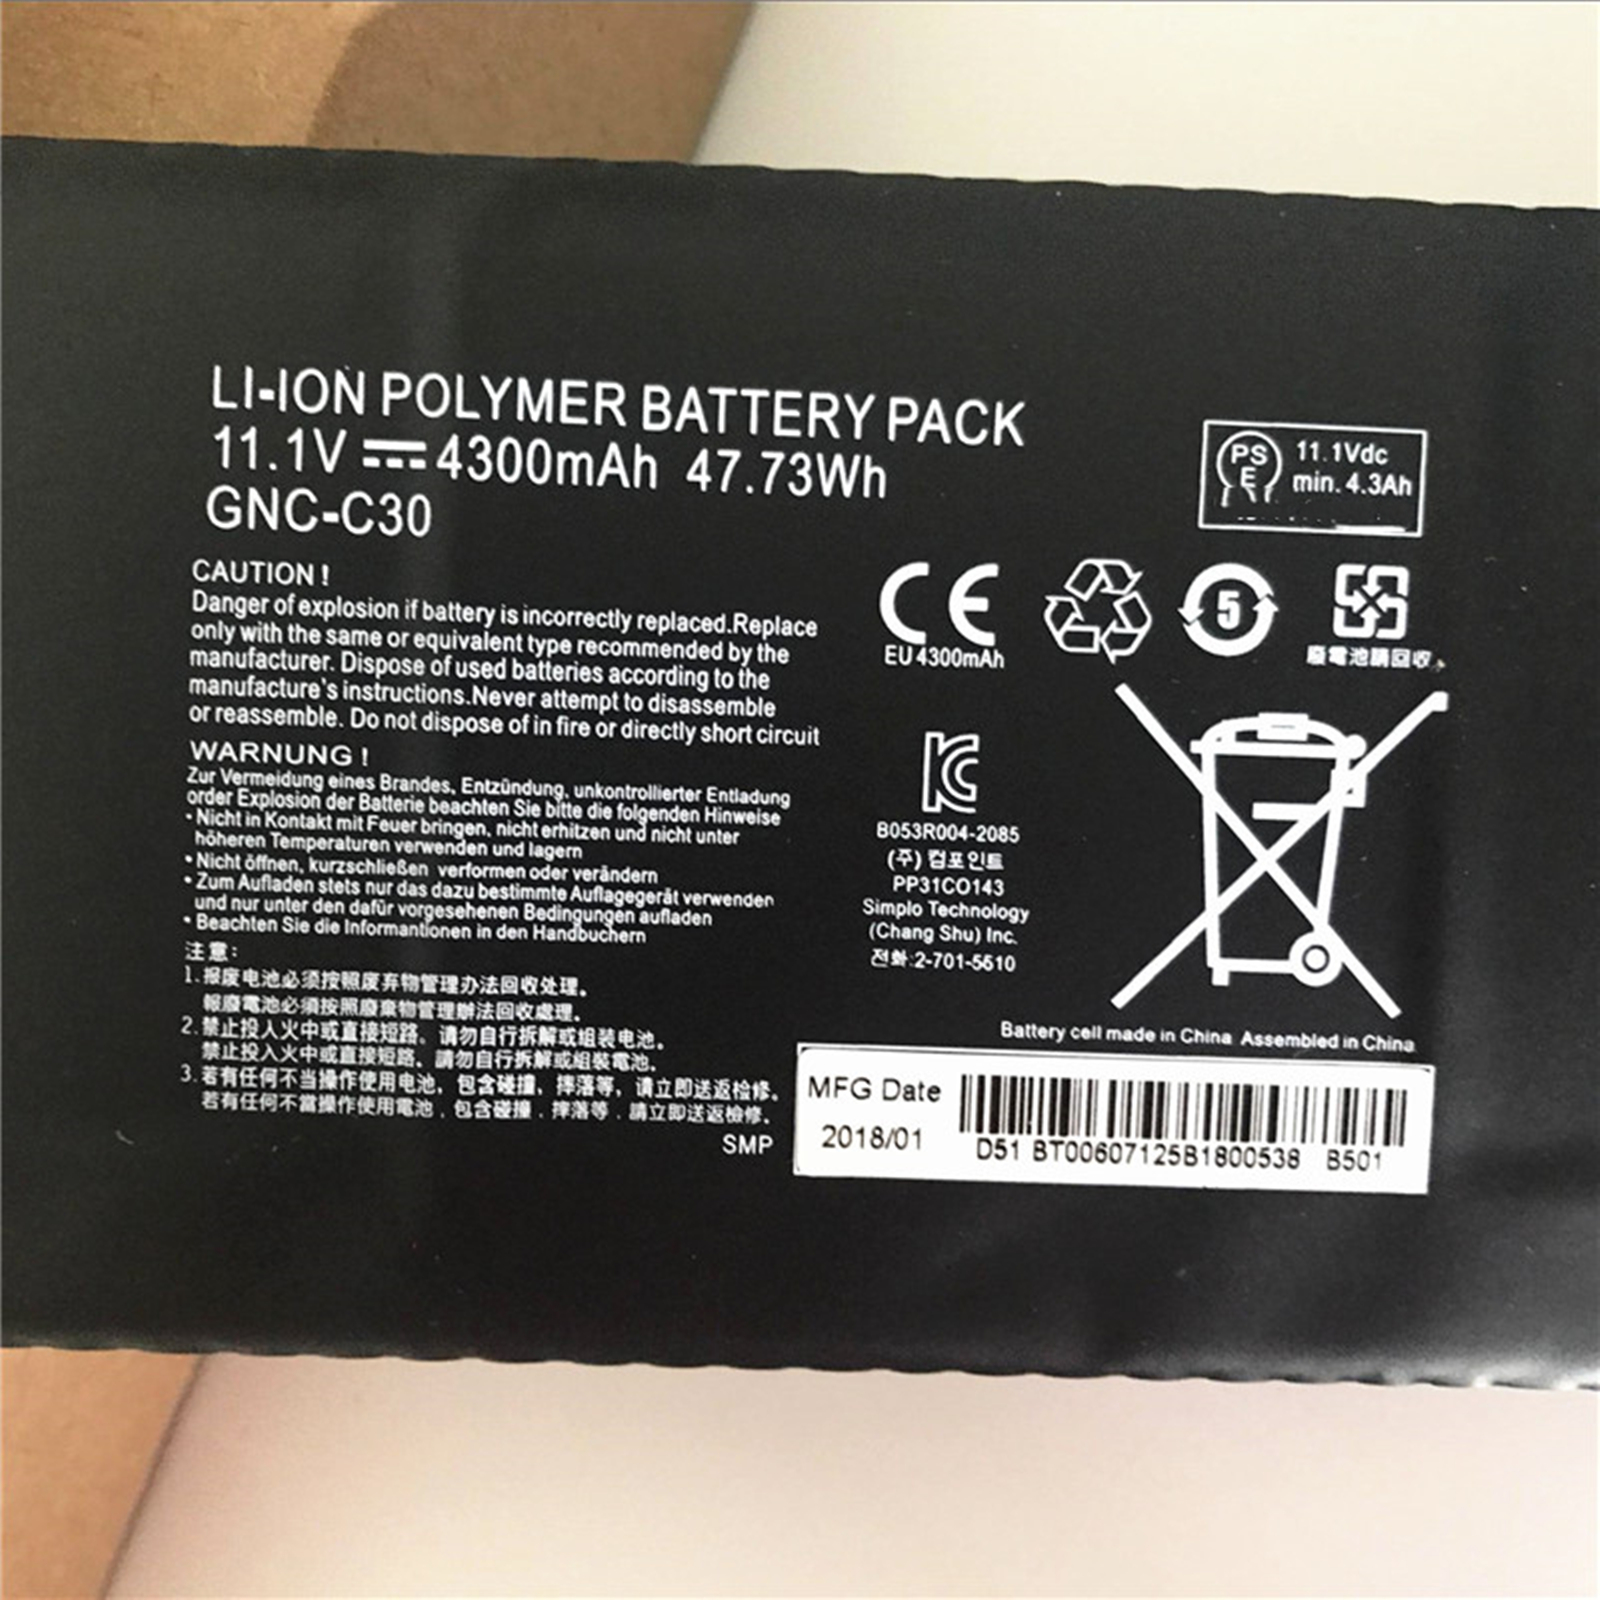 LI-ION POLYMER BATTERY PACK
11.1V 4300mAh 47.73Wh
GNC-C30
PS
E
11.1Vdc
min. 4.3Ah
CAUTION !
Danger of explosion if battery is incorrectly replaced.Replace
only with the same or equivalent type recommended by the
manufacturer. Dispose of used batteries according to the
manufacture's instructions.Never attempt to disassemble
or reassemble. Do not dispose of in fire or directly short circuit
WARNUNG !
Zur Vermeidung eines Brandes, Entzündung, unkontrollierter Entladung
order Explosion der Batterie beachten Sie bitte die folgenden Hinweise
• Nicht in Kontakt mit Feuer bringen, nicht erhitzen und nicht unter
höheren Temperaturen verwenden und lagern
• Nicht öffnen, kurzschließen verformen oder verändern
• Zum Aufladen stets nur das dazu bestimmte Auflagegerät verwenden
und nur unter den dafür vorgesehenen Bedingungen aufladen
• Beachten Sie die Informantionen in den Handbuchern
注意:
1. 报废电池必须按照废弃物管理办法回收处理。
報廢電池必須按照廢棄物管理辦法回收處理。
2. 禁止投入火中或直接短路。请勿自行拆解或组装电池。
禁止投入火中或直接短路。請勿自行拆解或組裝電池。
3. 若有任何不当操作使用电池，包含碰撞、摔落等，请立即送返检修。
若有任何不當操作使用電池，包含碰撞，摔落等，請立即送返檢修。
SMP
CE
EU 4300mAh
5
廢電池請回收
B053R004-2085
(주) 컴포인트
PP31CO143
Simplo Technology
(Chang Shu) Inc.
전화:2-701-5610
Battery cell made in China Assembled in China
MFG Date
2018/01
D51 BT00607125B1800538 B501